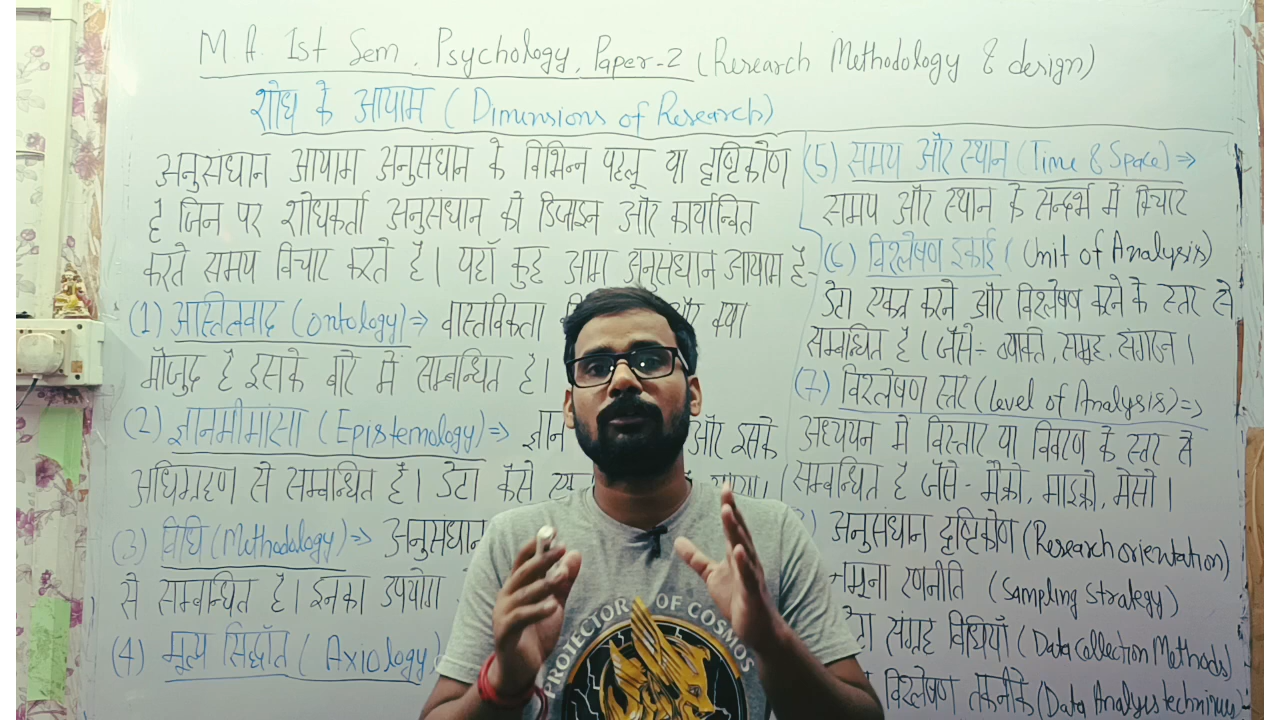 M A. 1st Sem. Psychology, Paper-2 (Research Methodology & design)
शोध के आयाम (Dimensions of Research)
अनुसंधान आयाम अनुसंधान के विभिन्न पहलू या दृष्टिकोण
है जिन पर शोधकर्ता अनुसंधान को डिजाइन और कार्यान्वित
करते समय विचार करते है। यहाँ कुछ आम अनुसंधान आयाम है-
(1) अस्तित्ववाद (ontology)⇒ वास्तविकता और क्या
मौजूद है इसके बारे में सम्बन्धित है।
(2) ज्ञानमीमांसा (Epistemology)⇒ ज्ञान और इसके
अधिग्रहण से सम्बन्धित है। डेटा कैसे
(3) विधि (Methodology)⇒ अनुसंधान
से सम्बन्धित है। इनका उपयोग
(4) मूल्य सिद्धाँत (Axiology)
(5) समय और स्थान (Time & Space)⇒
समय और स्थान के सन्दर्भ में विचार
(6) विश्लेषण इकाई (Unit of Analysis)
डेटा एकत्र करने और विश्लेषण करने के स्तर से
सम्बन्धित है। जैसे:- व्यक्ति, समूह, संगठन।
(7) विश्लेषण स्तर (Level of Analysis)⇒
अध्ययन में विस्तार या विवरण के स्तर से
सम्बन्धित है जैसे - मैक्रो, माइक्रो, मेसो।
अनुसंधान दृष्टिकोण (Research orientation)
रणनीति (Sampling Strategy)
संग्रह विधियाँ (Data Collection Methods)
विश्लेषण तकनीकें (Data Analysis techniques)
PROTECTOR OF COSMOS